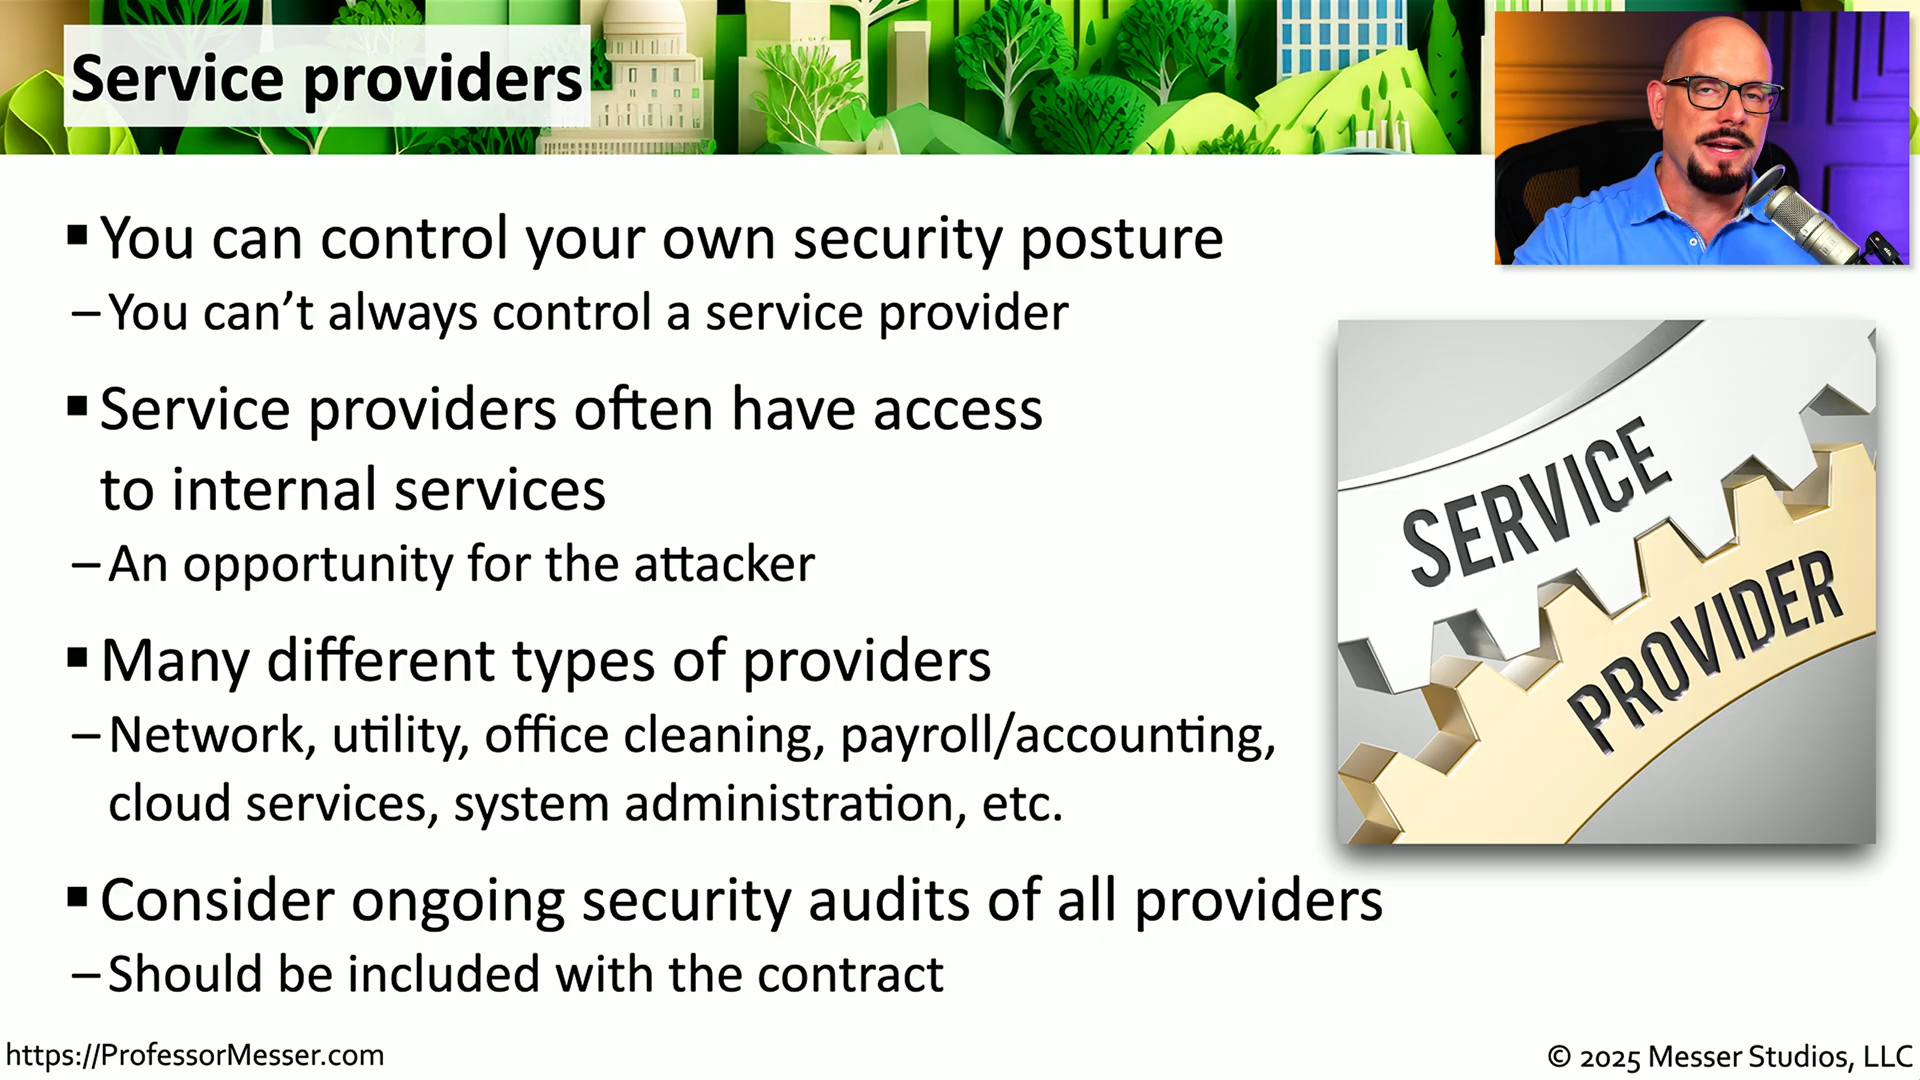 Service providers
▪ You can control your own security posture
– You can’t always control a service provider
▪ Service providers often have access
to internal services
– An opportunity for the attacker
▪ Many different types of providers
– Network, utility, office cleaning, payroll/accounting,
cloud services, system administration, etc.
▪ Consider ongoing security audits of all providers
– Should be included with the contract
SERVICE
PROVIDER
https://ProfessorMesser.com
© 2025 Messer Studios, LLC